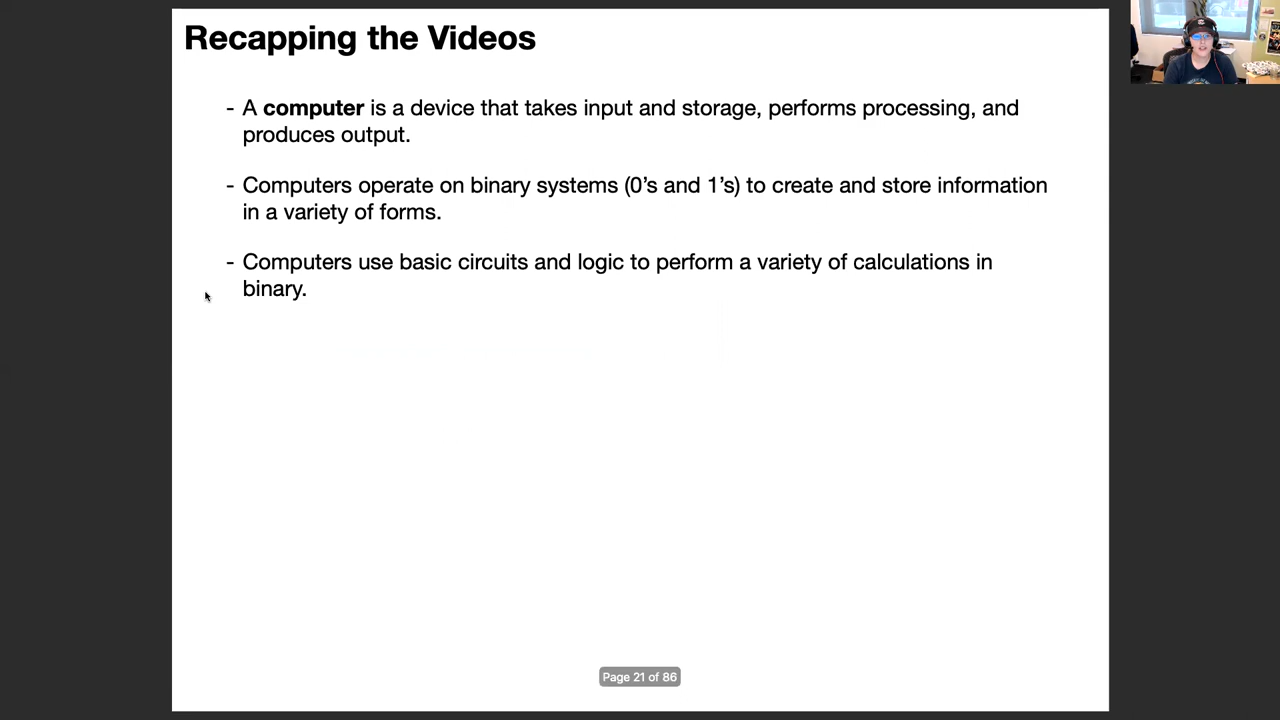 Recapping the Videos
- A computer is a device that takes input and storage, performs processing, and
produces output.
- Computers operate on binary systems (0’s and 1’s) to create and store information
in a variety of forms.
- Computers use basic circuits and logic to perform a variety of calculations in
binary.
Page 21 of 86